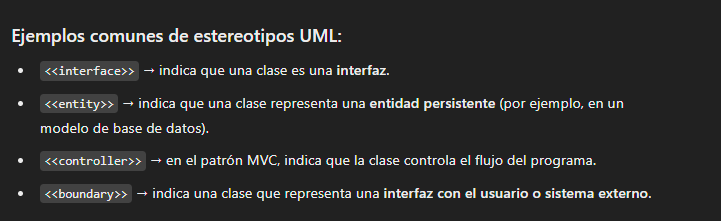 Ejemplos comunes de estereotipos UML:
• <<interface>> → indica que una clase es una interfaz.
• <<entity>> → indica que una clase representa una entidad persistente (por ejemplo, en un
modelo de base de datos).
• <<controller>> → en el patrón MVC, indica que la clase controla el flujo del programa.
• <<boundary>> → indica una clase que representa una interfaz con el usuario o sistema externo.